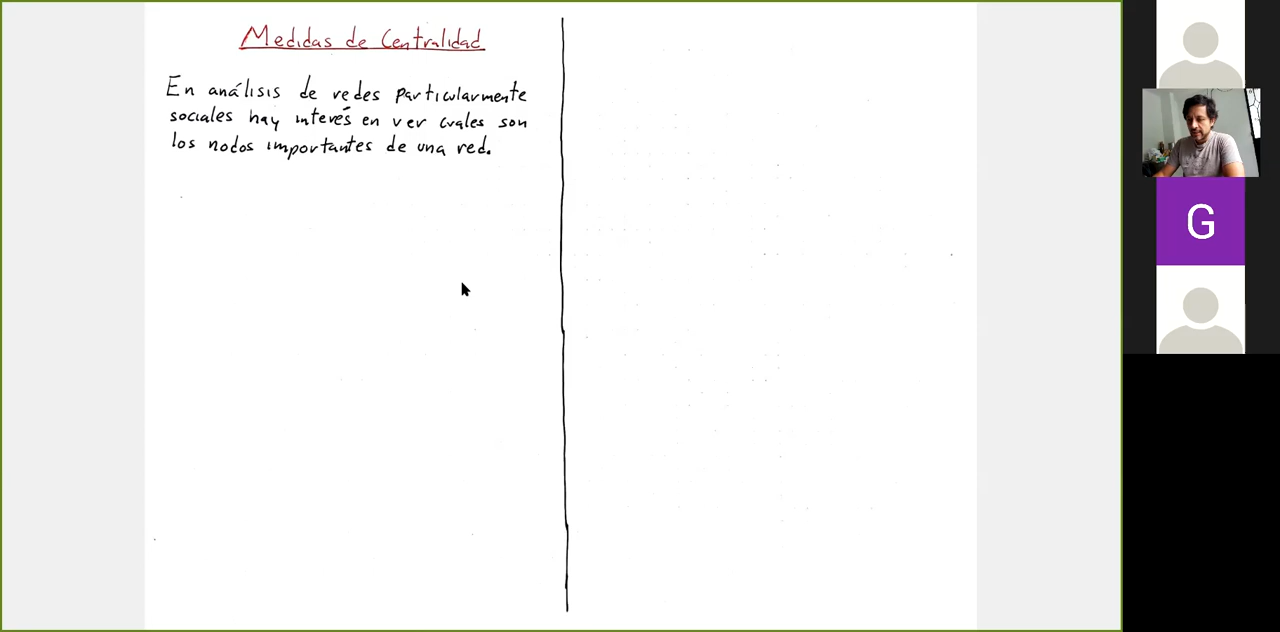 Medidas de Centralidad
En análisis de redes particularmente
sociales hay interés en ver cuales son
los nodos importantes de una red.
G